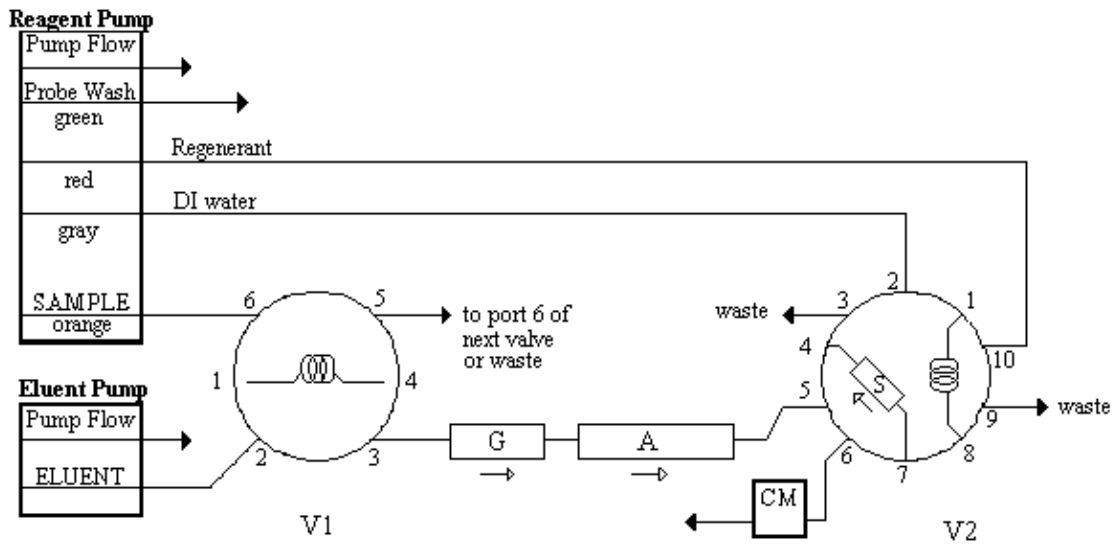 Reagent Pump
Pump Flow
Probe Wash
green
Regenerant
red
DI water
gray
SAMPLE
orange
6
5
to port 6 of
next valve
or waste
1
4
2
3
V1
Eluent Pump
Pump Flow
ELUENT
G
A
waste
2
1
3
4
10
S
5
9
waste
6
7
8
CM
V2